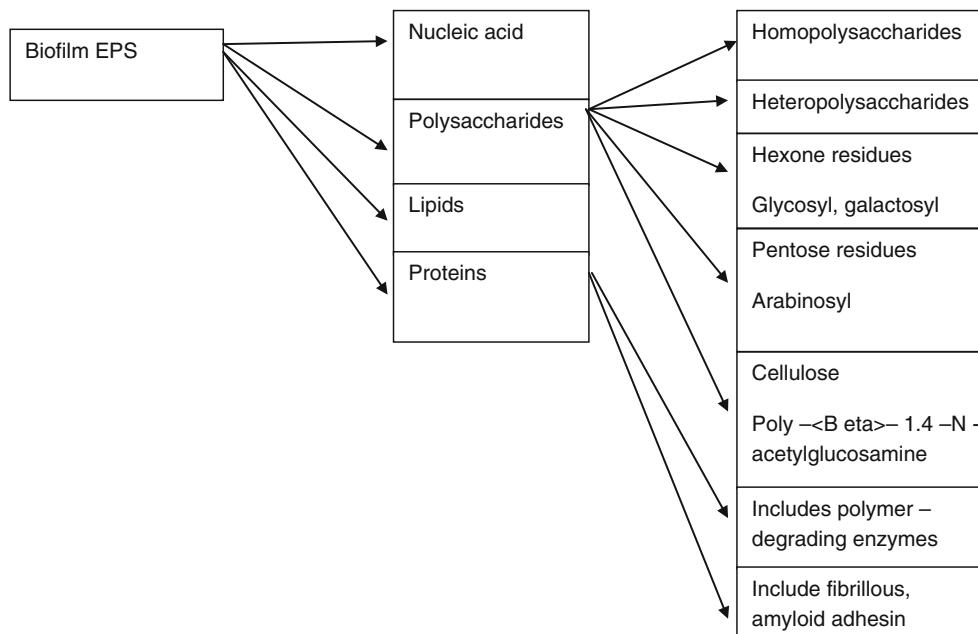 Biofilm EPS
Nucleic acid
Polysaccharides
Lipids
Proteins
Homopolysaccharides
Heteropolysaccharides
Hexone residues
Glycosyl, galactosyl
Pentose residues
Arabinosyl
Cellulose
Poly –<B eta>– 1.4 –N -
acetylglucosamine
Includes polymer –
degrading enzymes
Include fibrillous,
amyloid adhesin